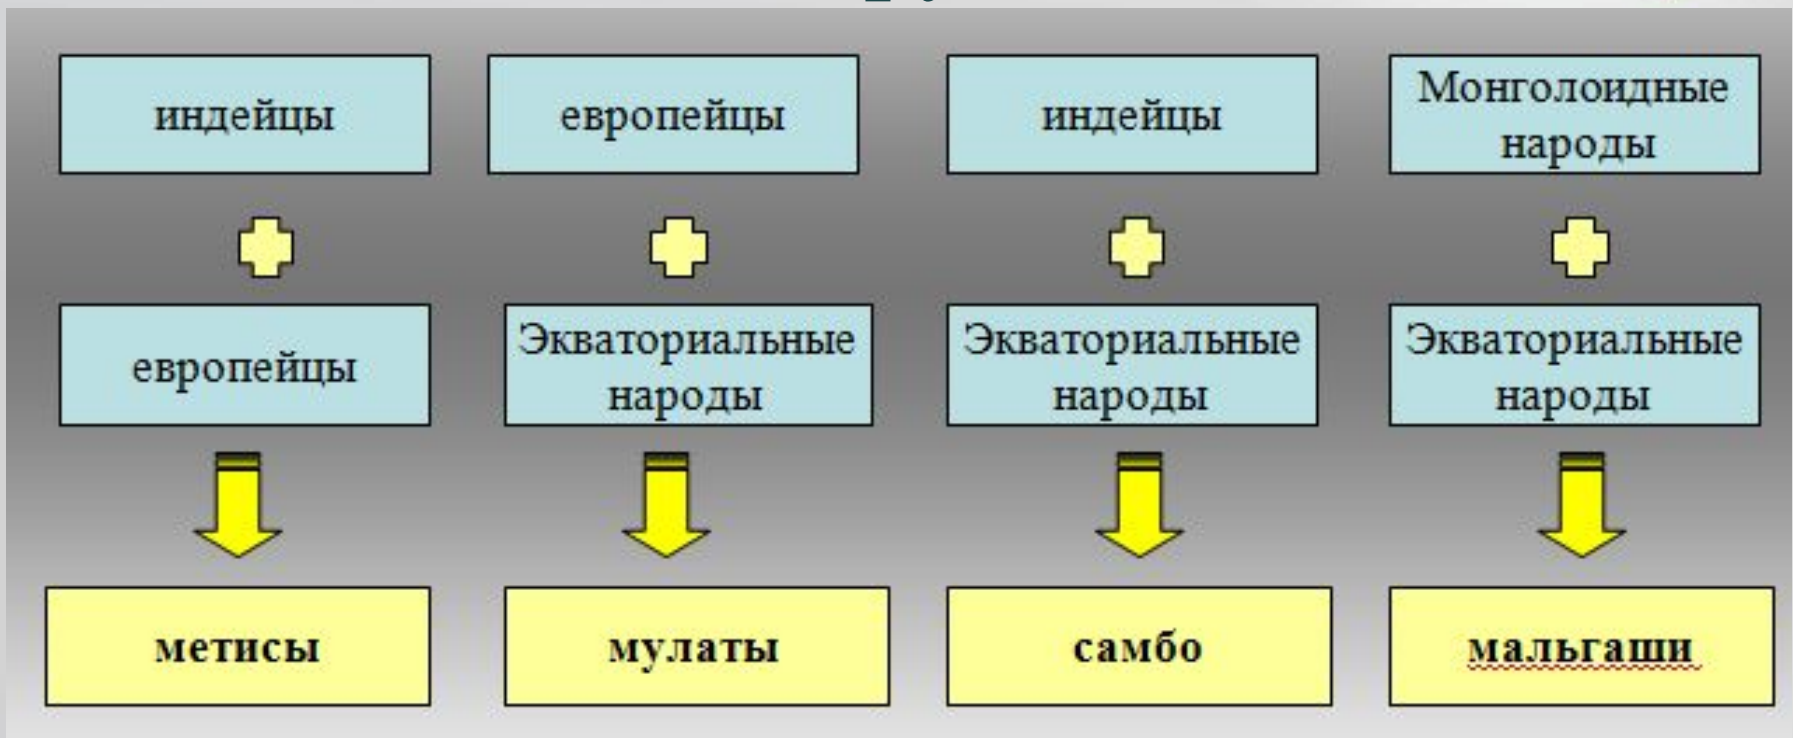 индейцы
европейцы
индейцы
Монголоидные
народы
европейцы
Экваториальные
народы
Экваториальные
народы
Экваториальные
народы
метисы
мулаты
самбо
мальгаши